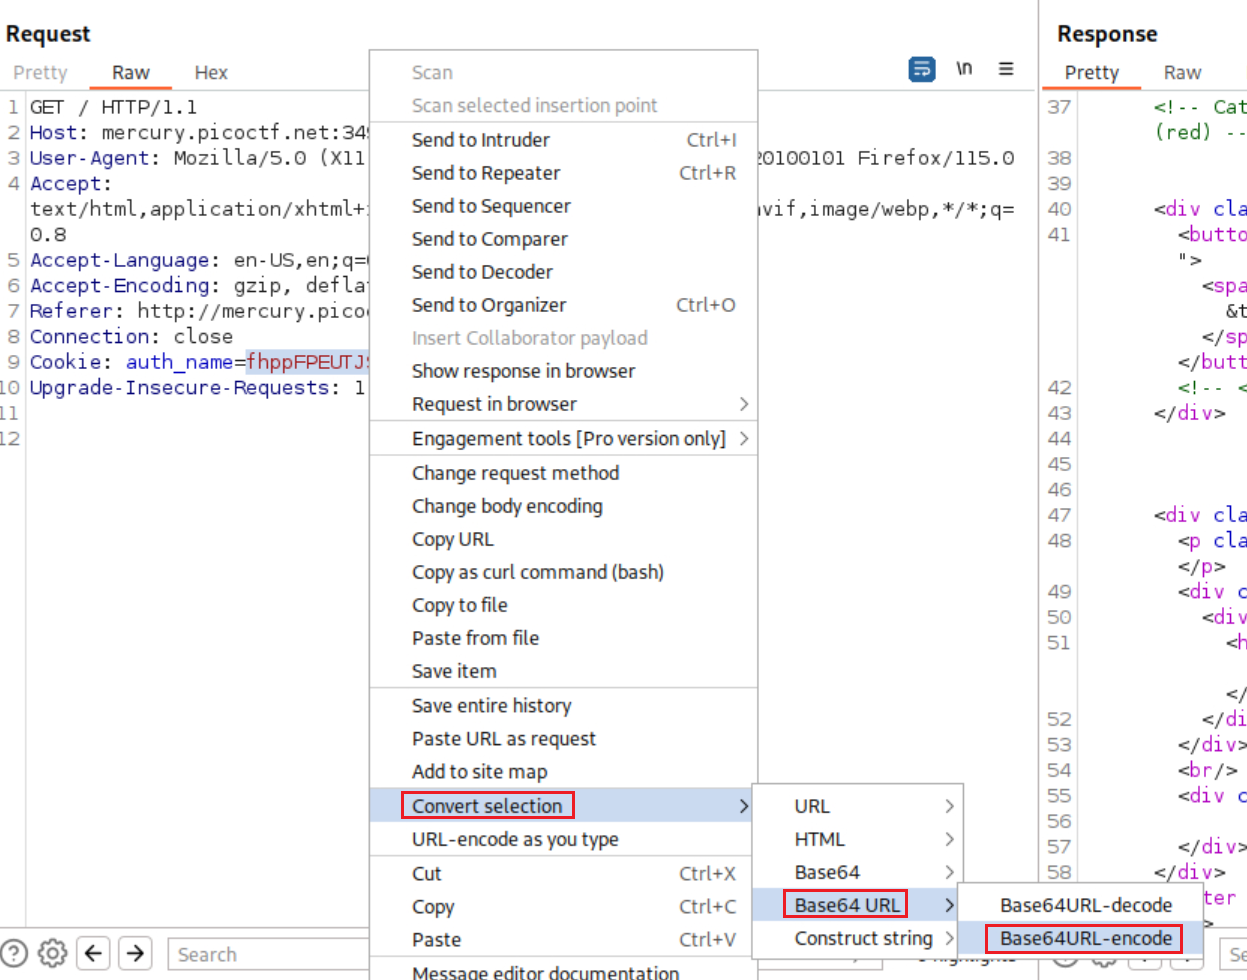 Request
Pretty
Raw
Hex
\n
1 GET / HTTP/1.1
2 Host: mercury.picoctf.net:349
3 User-Agent: Mozilla/5.0 (X11
20100101 Firefox/115.0
4 Accept:
text/html,application/xhtml+
vif,image/webp,*/*;q=
0.8
5 Accept-Language: en-US,en;q=
6 Accept-Encoding: gzip, defla
7 Referer: http://mercury.pico
8 Connection: close
9 Cookie: auth_name=fhppFPEUTJ
10 Upgrade-Insecure-Requests: 1
11
12
Search
Scan
Scan selected insertion point
Send to Intruder Ctrl+I
Send to Repeater Ctrl+R
Send to Sequencer
Send to Comparer
Send to Decoder
Send to Organizer Ctrl+O
Insert Collaborator payload
Show response in browser
Request in browser
Engagement tools [Pro version only]
Change request method
Change body encoding
Copy URL
Copy as curl command (bash)
Copy to file
Paste from file
Save item
Save entire history
Paste URL as request
Add to site map
Convert selection
URL-encode as you type
Cut Ctrl+X
Copy Ctrl+C
Paste Ctrl+V
Message editor documentation
URL
HTML
Base64
Base64 URL
Construct string
Base64URL-decode
Base64URL-encode
Response
Pretty
Raw
37 <!-- Cat
(red) --
38
39
40 <div cla
41 <butto
">
<spa
&t
</sp
</butt
42 <!-- <
43 </div>
44
45
46
47 <div cla
48 <p cla
</p>
49 <div c
50 <div
51 <h
</
52 </di
53 </div>
54 <br/>
55 <div c
56
57 </div>
58 </div>
ter
>
Se